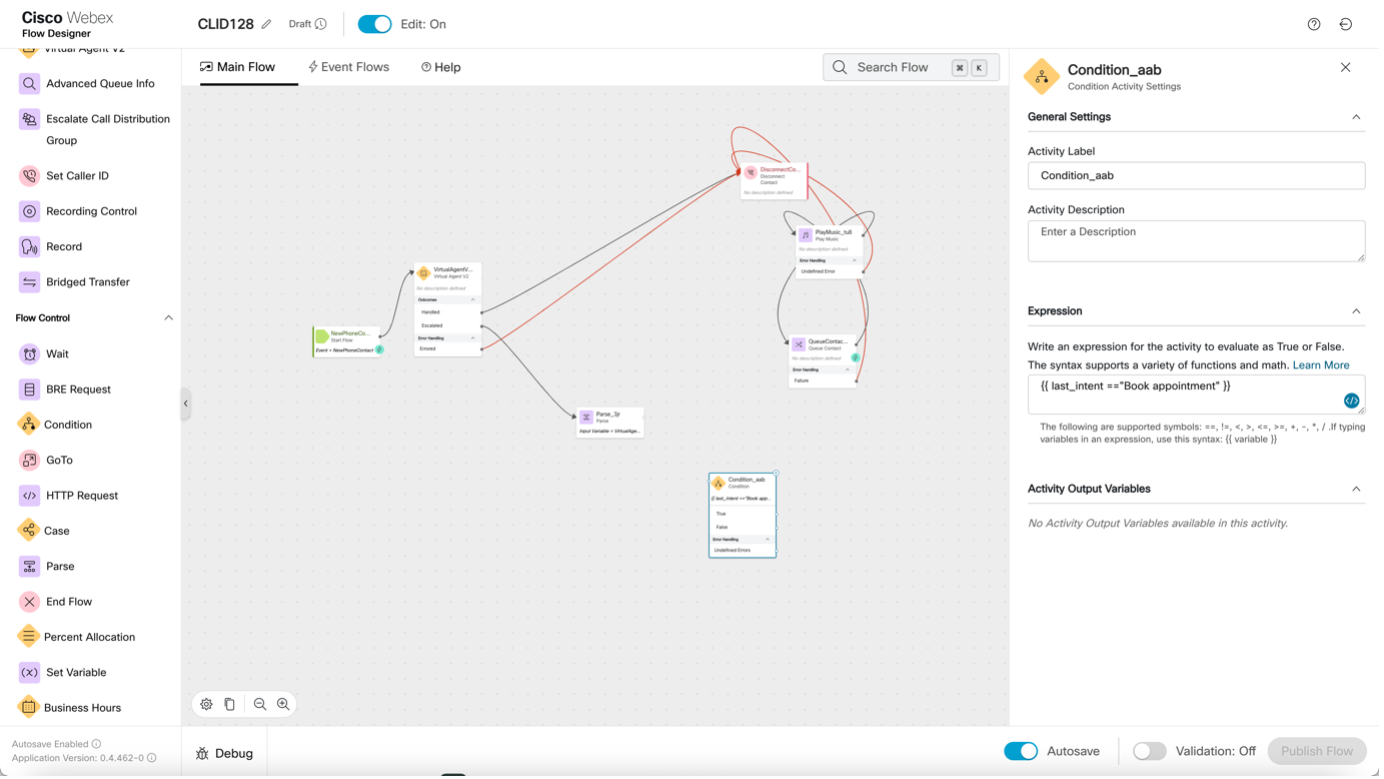 Cisco Webex
Flow Designer
CLID128
Draft
Edit: On
Virtual Agent V2
Advanced Queue Info
Escalate Call Distribution
Group
Set Caller ID
Recording Control
Record
Bridged Transfer
Flow Control
Wait
BRE Request
Condition
GoTo
HTTP Request
Case
Parse
End Flow
Percent Allocation
Set Variable
Business Hours
Autosave Enabled
Application Version: 0.4.462-0
Main Flow
Event Flows
Help
Search Flow
⌘ K
DisconnectCo...
Disconnect
Contact
No description defined
PlayMusic_tu8
Play Music
No description defined
Error Handling
Undefined Error
VirtualAgentV...
Virtual Agent V2
No description defined
Outcomes
Handled
Escalated
Error Handling
Errored
NewPhoneCo...
Start Flow
Event = NewPhoneContact
QueueContac...
Queue Contact
No description defined
Error Handling
Failure
Parse_3jr
Parse
Input Variable = VirtualAge...
Condition_aab
Condition
{{ last_intent =="Book app...
True
False
Error Handling
Undefined Errors
Debug
Condition_aab
Condition Activity Settings
General Settings
Activity Label
Condition_aab
Activity Description
Enter a Description
Expression
Write an expression for the activity to evaluate as True or False.
The syntax supports a variety of functions and math. Learn More
{{ last_intent =="Book appointment" }}
The following are supported symbols: ==, !=, <, >, <=, >=, +, -, *, / .If typing
variables in an expression, use this syntax: {{ variable }}
Activity Output Variables
No Activity Output Variables available in this activity.
Autosave
Validation: Off
Publish Flow